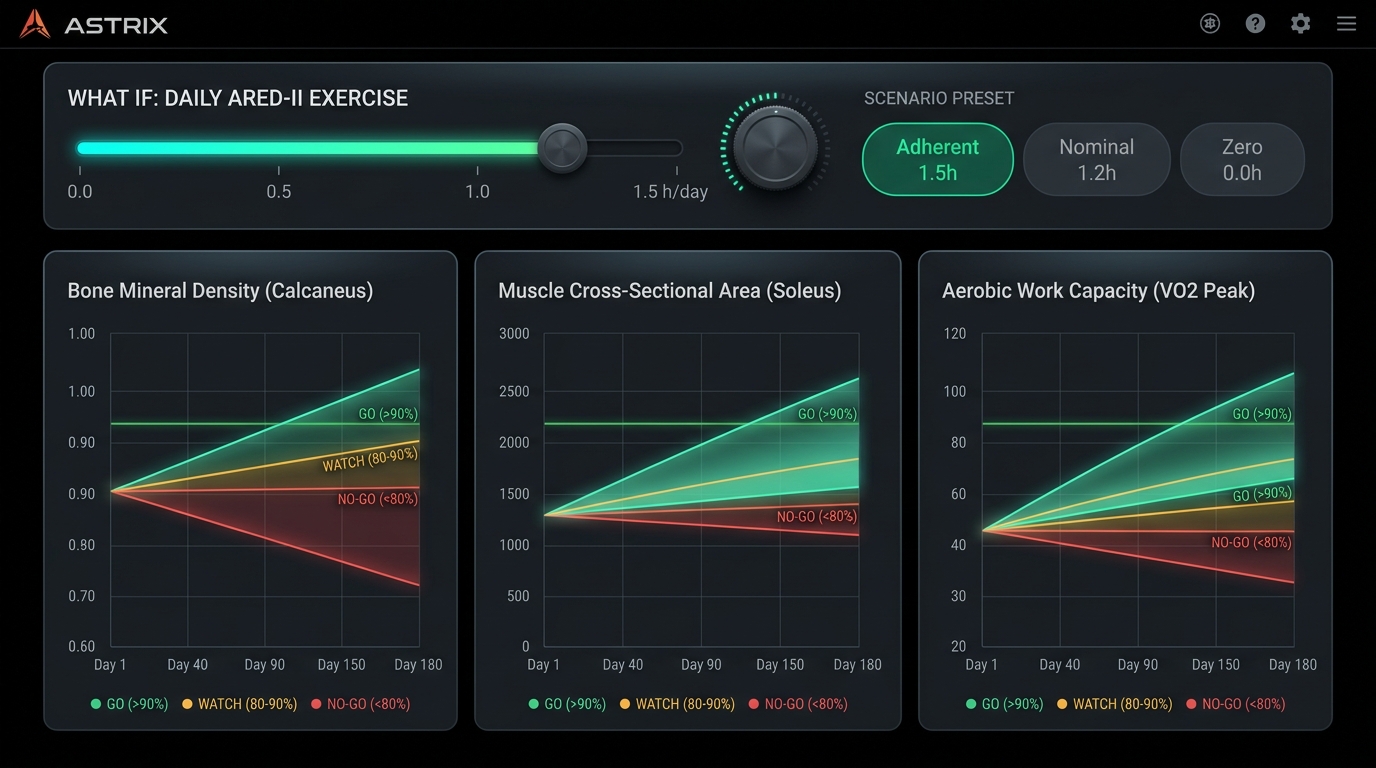 ASTRIX
WHAT IF: DAILY ARED-II EXERCISE
0.0 0.5 1.0 1.5 h/day
SCENARIO PRESET
Adherent
1.5h
Nominal
1.2h
Zero
0.0h
Bone Mineral Density (Calcaneus)
1.00
1.00
0.90
0.90
0.80
0.70
0.60
GO (>90%)
WATCH (80-90%)
NO-GO (<80%)
Day 1 Day 40 Day 90 Day 150 Day 180
GO (>90%) WATCH (80-90%) NO-GO (<80%)
Muscle Cross-Sectional Area (Soleus)
3000
2500
2000
1500
1000
500
0
GO (>90%)
NO-GO (<80%)
Day 1 Day 40 Day 90 Day 150 Day 180
GO (>90%) WATCH (80-90%) NO-GO (<80%)
Aerobic Work Capacity (VO2 Peak)
120
100
80
60
40
30
20
GO (>90%)
GO (>90%)
NO-GO (<80%)
Day 1 Day 40 Day 90 Day 150 Day 180
GO (>90%) WATCH (80-90%) NO-GO (<80%)